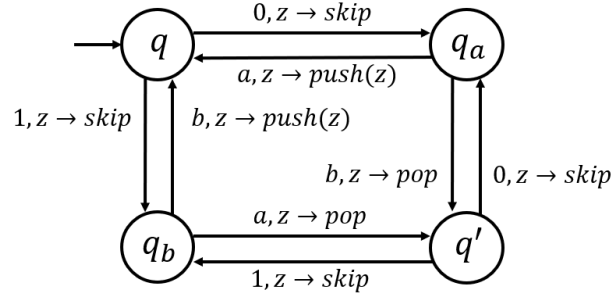 0, z → skip
q
q_a
a, z → push(z)
1, z → skip
b, z → push(z)
b, z → pop
0, z → skip
a, z → pop
q_b
q'
1, z → skip